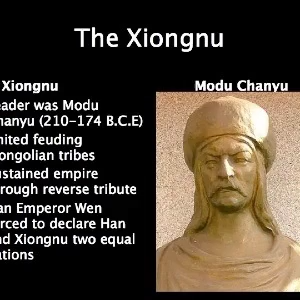 The Xiongnu
Xiongnu
Modu Chanyu
eader was Modu
hanyu (210-174 B.C.E)
nited feuding
ongolian tribes
ustained empire
rough reverse tribute
an Emperor Wen
rced to declare Han
nd Xiongnu two equal
ations